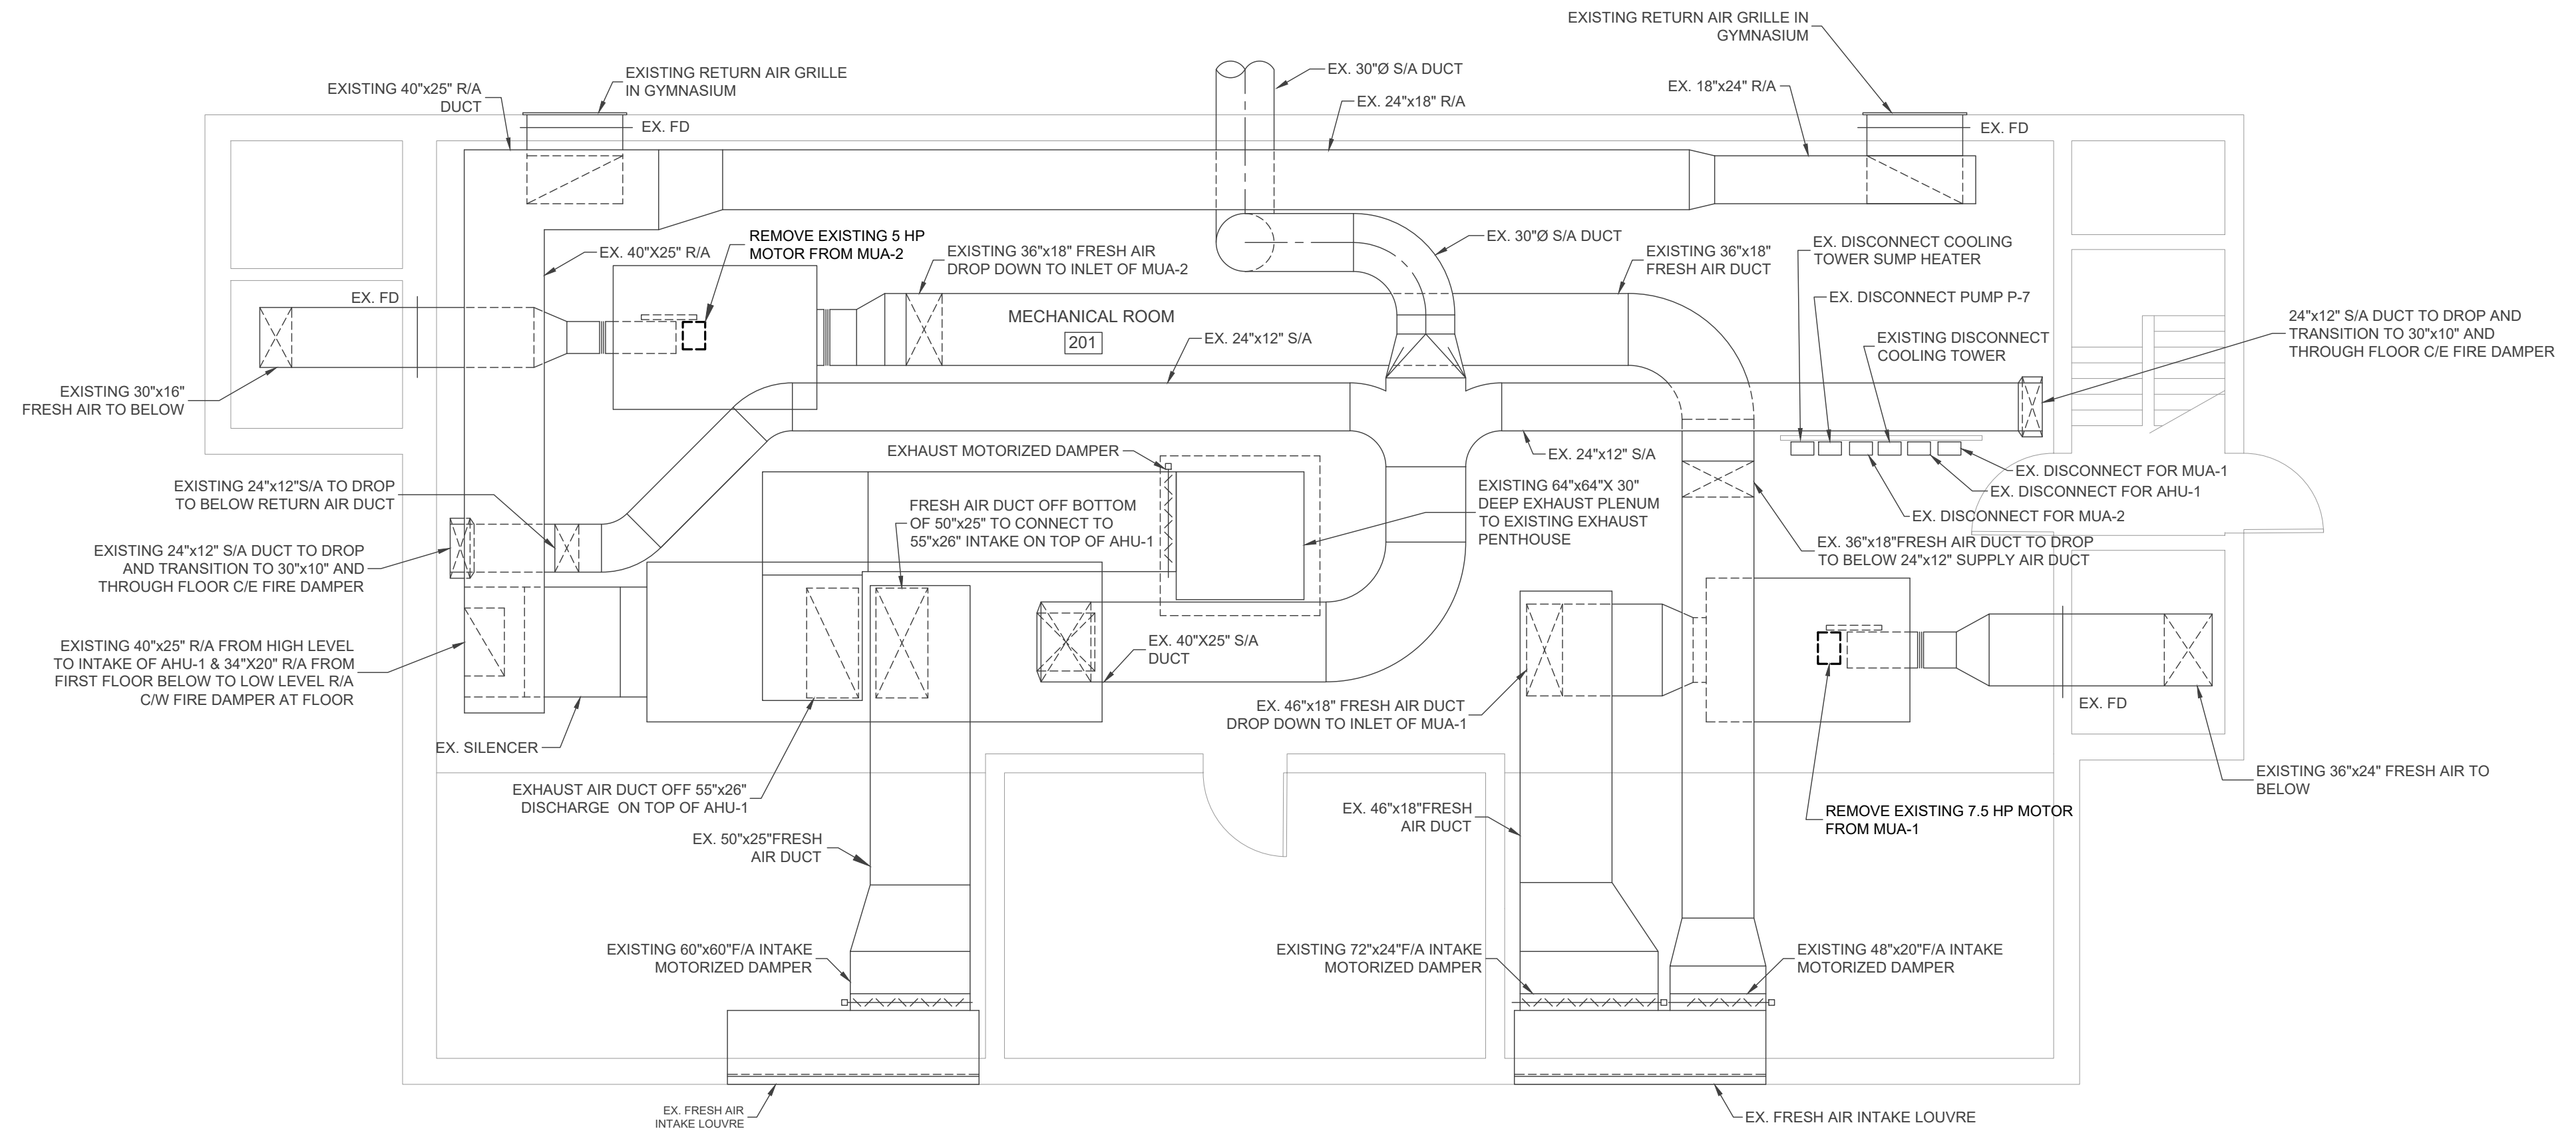 EXISTING RETURN AIR GRILLE IN
GYMNASIUM
EXISTING RETURN AIR GRILLE
IN GYMNASIUM
EX. 30"Ø S/A DUCT
EXISTING 40"x25" R/A
DUCT
EX. 18"x24" R/A
EX. 24"x18" R/A
EX. FD
EX. FD
REMOVE EXISTING 5 HP
MOTOR FROM MUA-2
EX. 40"X25" R/A
EXISTING 36"x18" FRESH AIR
DROP DOWN TO INLET OF MUA-2
EX. 30"Ø S/A DUCT
EXISTING 36"x18"
FRESH AIR DUCT
EX. DISCONNECT COOLING
TOWER SUMP HEATER
EX. FD
EX. DISCONNECT PUMP P-7
MECHANICAL ROOM
201
EX. 24"x12" S/A
EXISTING DISCONNECT
COOLING TOWER
24"x12" S/A DUCT TO DROP AND
TRANSITION TO 30"x10" AND
THROUGH FLOOR C/E FIRE DAMPER
EXISTING 30"x16"
FRESH AIR TO BELOW
EXHAUST MOTORIZED DAMPER
EX. 24"x12" S/A
EX. DISCONNECT FOR MUA-1
EX. DISCONNECT FOR AHU-1
EX. DISCONNECT FOR MUA-2
EXISTING 24"x12"S/A TO DROP
TO BELOW RETURN AIR DUCT
FRESH AIR DUCT OFF BOTTOM
OF 50"x25" TO CONNECT TO
55"x26" INTAKE ON TOP OF AHU-1
EXISTING 64"x64"X 30"
DEEP EXHAUST PLENUM
TO EXISTING EXHAUST
PENTHOUSE
EX. 36"x18"FRESH AIR DUCT TO DROP
TO BELOW 24"x12" SUPPLY AIR DUCT
EXISTING 24"x12" S/A DUCT TO DROP
AND TRANSITION TO 30"x10" AND
THROUGH FLOOR C/E FIRE DAMPER
EXISTING 40"x25" R/A FROM HIGH LEVEL
TO INTAKE OF AHU-1 & 34"X20" R/A FROM
FIRST FLOOR BELOW TO LOW LEVEL R/A
C/W FIRE DAMPER AT FLOOR
EX. 40"X25" S/A
DUCT
EX. 46"x18" FRESH AIR DUCT
DROP DOWN TO INLET OF MUA-1
EX. FD
EX. SILENCER
EXISTING 36"x24" FRESH AIR TO
BELOW
EXHAUST AIR DUCT OFF 55"x26"
DISCHARGE ON TOP OF AHU-1
EX. 46"x18"FRESH
AIR DUCT
REMOVE EXISTING 7.5 HP MOTOR
FROM MUA-1
EX. 50"x25"FRESH
AIR DUCT
EXISTING 60"x60"F/A INTAKE
MOTORIZED DAMPER
EXISTING 72"x24"F/A INTAKE
MOTORIZED DAMPER
EXISTING 48"x20"F/A INTAKE
MOTORIZED DAMPER
EX. FRESH AIR
INTAKE LOUVRE
EX. FRESH AIR INTAKE LOUVRE